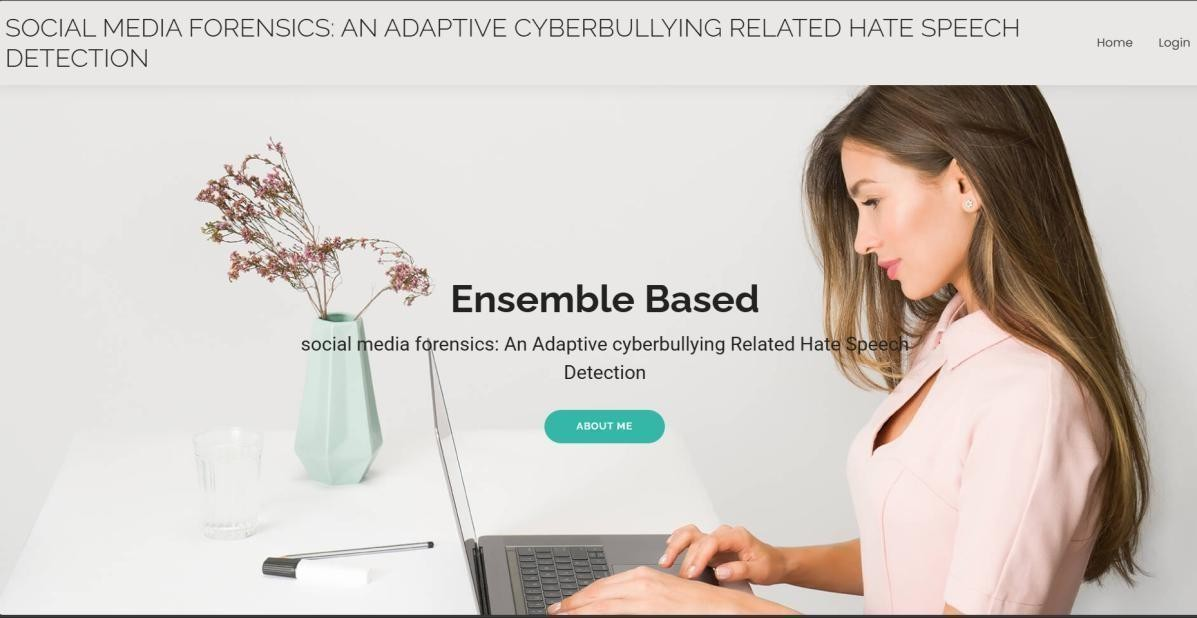 SOCIAL MEDIA FORENSICS: AN ADAPTIVE CYBERBULLYING RELATED HATE SPEECH
DETECTION
Home
Login
Ensemble Based
social media forensics: An Adaptive cyberbullying Related Hate Speech
Detection
ABOUT ME